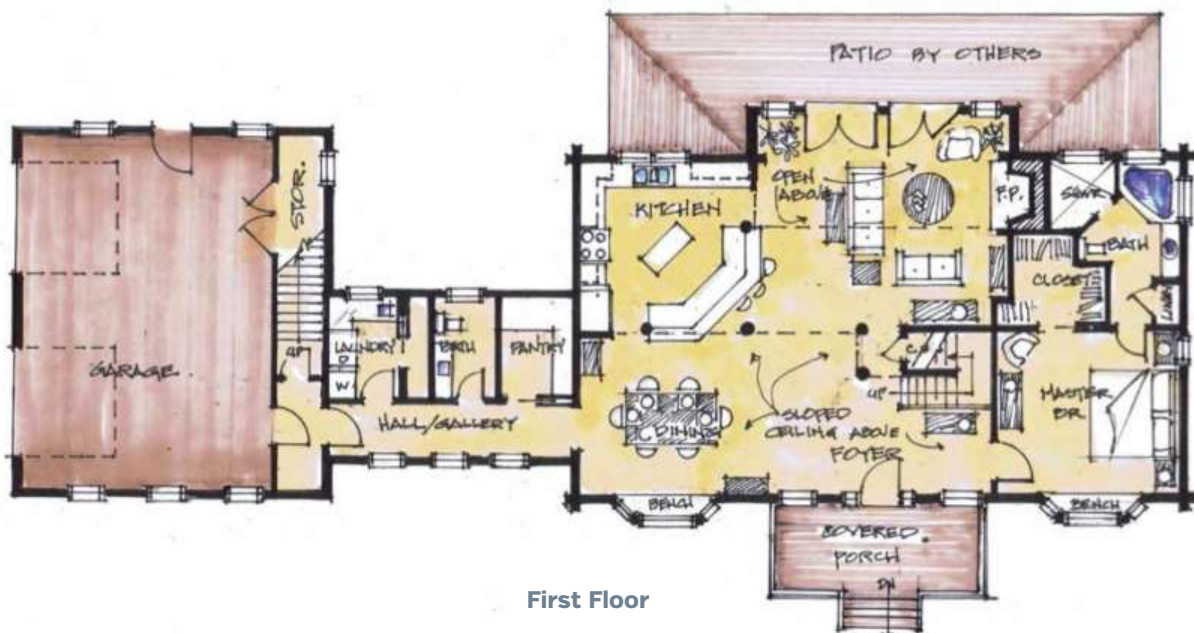 PATIO BY OTHERS
STOR.
OPEN
ABOVE
F.P.
SHWR
KITCHEN
BATH
CLOSET
LINEN
UP
LAUNDRY
D
W.
BATH
PANTRY
GARAGE
UP
MASTER
BR.
HALL/GALLERY
DINING
SLOPED
CEILING ABOVE
FOYER
BENCH
BENCH
COVERED
PORCH
DN
First Floor